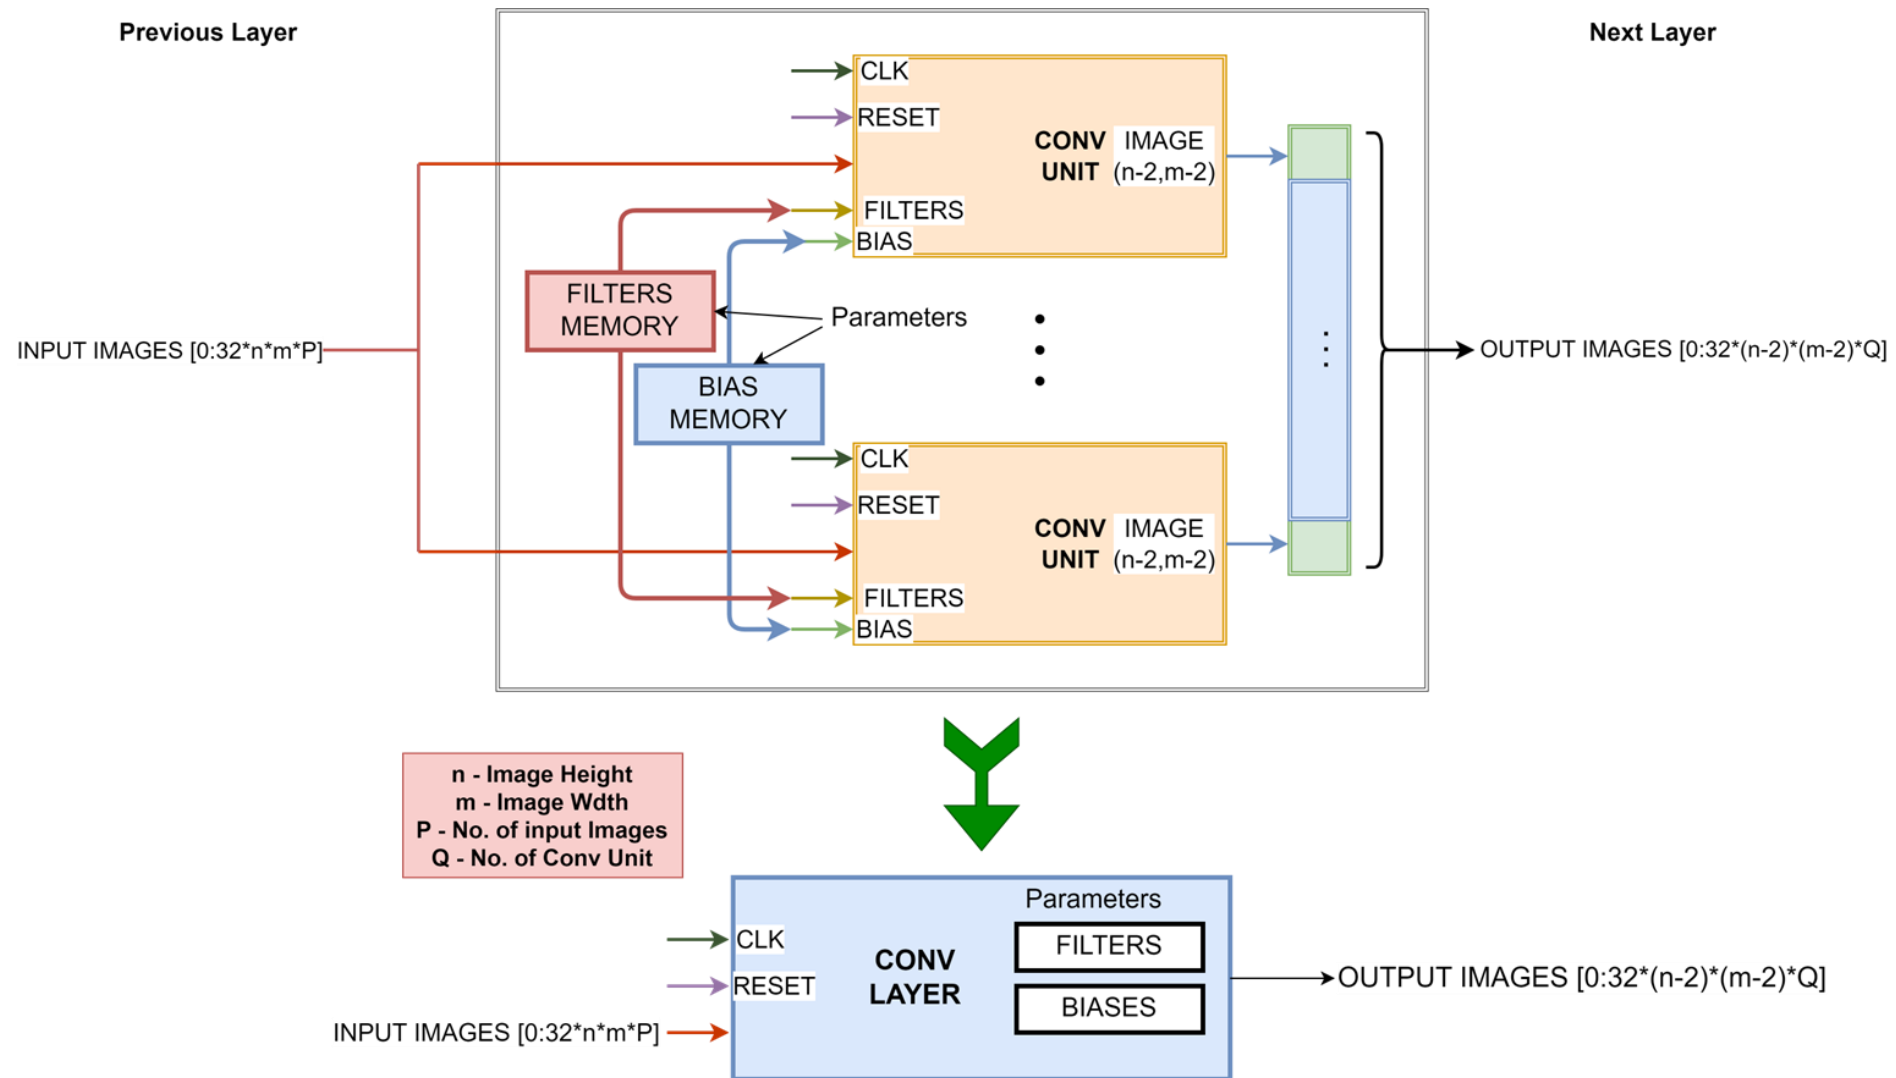 Previous Layer
Next Layer
CLK
RESET
CONV UNIT
IMAGE
(n-2,m-2)
FILTERS
BIAS
FILTERS
MEMORY
Parameters
INPUT IMAGES [0:32*n*m*P]
OUTPUT IMAGES [0:32*(n-2)*(m-2)*Q]
BIAS
MEMORY
CLK
RESET
CONV UNIT
IMAGE
(n-2,m-2)
FILTERS
BIAS
n - Image Height
m - Image Wdth
P - No. of input Images
Q - No. of Conv Unit
Parameters
CLK
FILTERS
CONV
LAYER
RESET
OUTPUT IMAGES [0:32*(n-2)*(m-2)*Q]
BIASES
INPUT IMAGES [0:32*n*m*P]